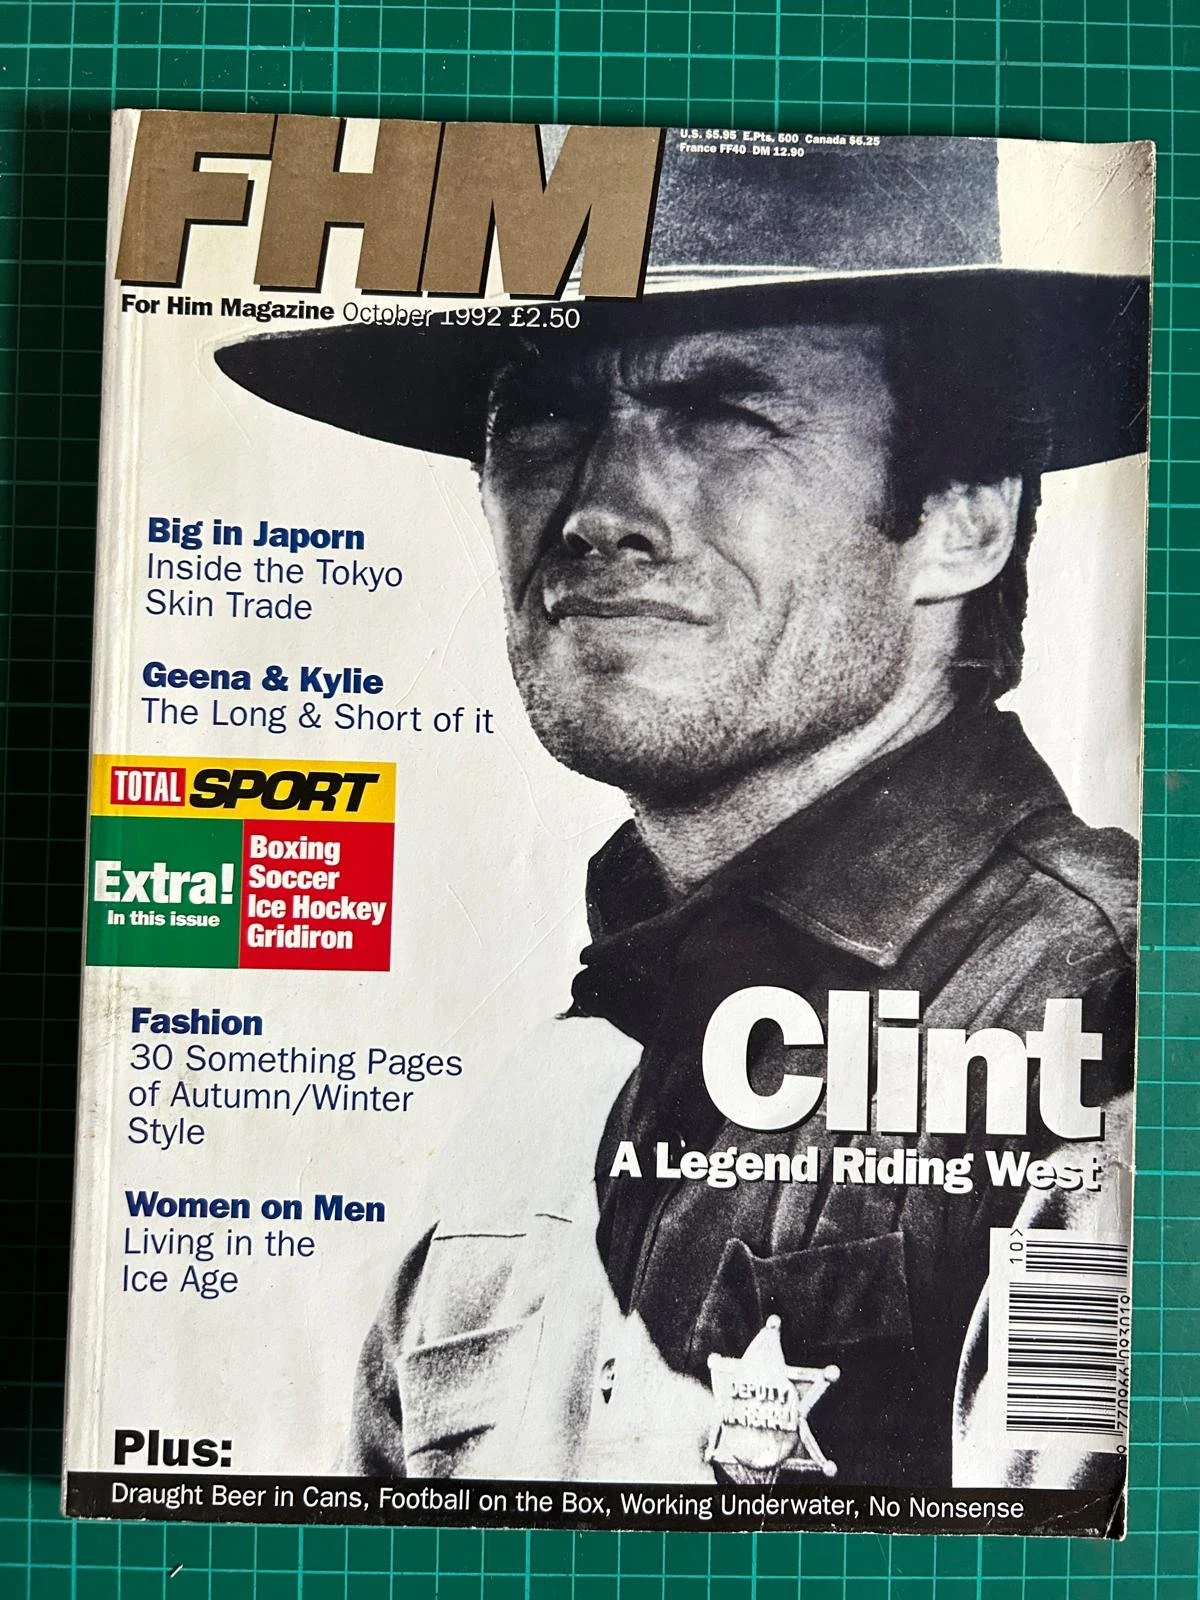 FHM
U.S. $5.95 E.Pts. 500 Canada $6.25
France FF40 DM 12.90
For Him Magazine October 1992 £2.50
Big in Japorn
Inside the Tokyo
Skin Trade
Geena & Kylie
The Long & Short of it
TOTAL SPORT
Extra!
In this issue
Boxing
Soccer
Ice Hockey
Gridiron
Fashion
30 Something Pages
of Autumn/Winter
Style
Women on Men
Living in the
Ice Age
Clint
A Legend Riding West
10>
9 770966 093019
DEPUTY
MARSHAL
Plus:
Draught Beer in Cans, Football on the Box, Working Underwater, No Nonsense